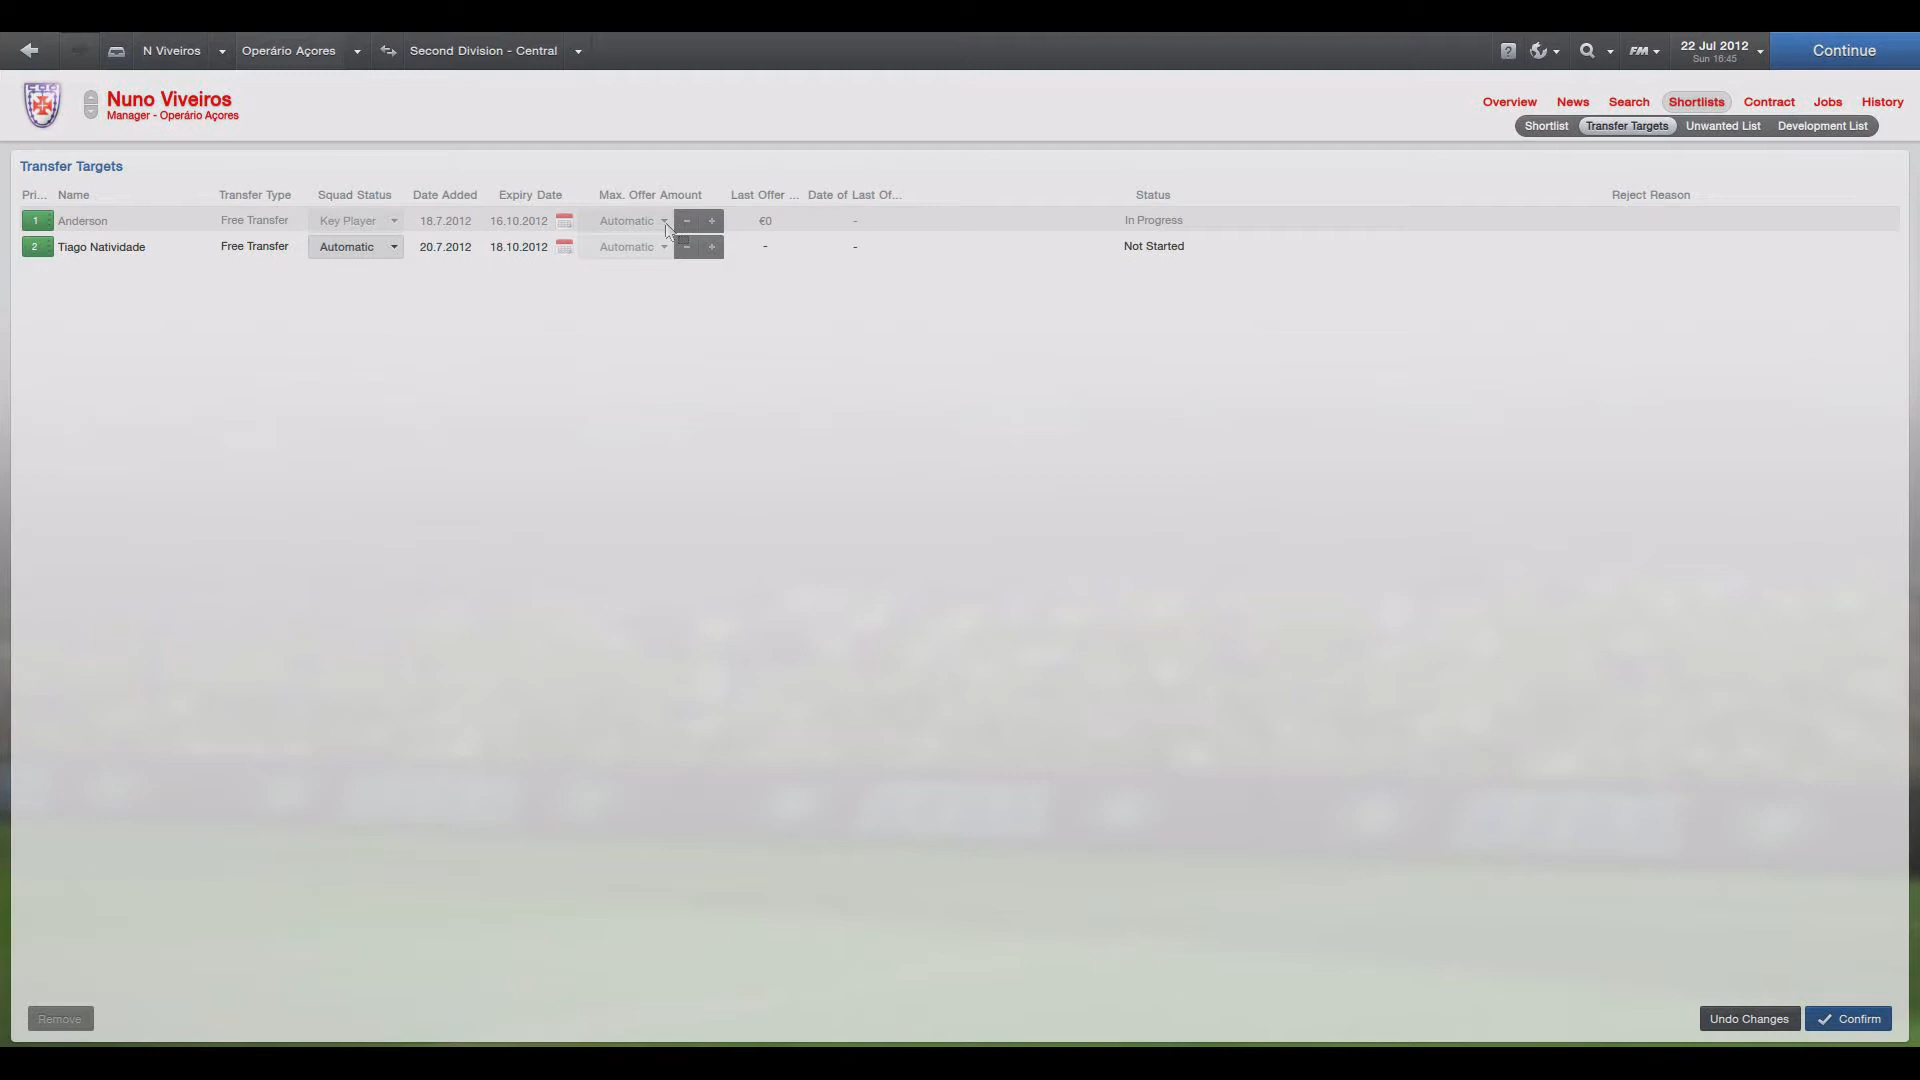 N Viveiros Operário Açores Second Division - Central ? FM 22 Jul 2012 Continue
Sun 16:45
Nuno Viveiros
Manager - Operário Açores
Overview News Search Shortlists Contract Jobs History
Shortlist Transfer Targets Unwanted List Development List
Transfer Targets
Pri... Name Transfer Type Squad Status Date Added Expiry Date Max. Offer Amount Last Offer ... Date of Last Of... Status Reject Reason
1 Anderson Free Transfer Key Player 18.7.2012 16.10.2012 Automatic - + €0 - In Progress
2 Tiago Natividade Free Transfer Automatic 20.7.2012 18.10.2012 Automatic - + - - Not Started
Remove Undo Changes Confirm